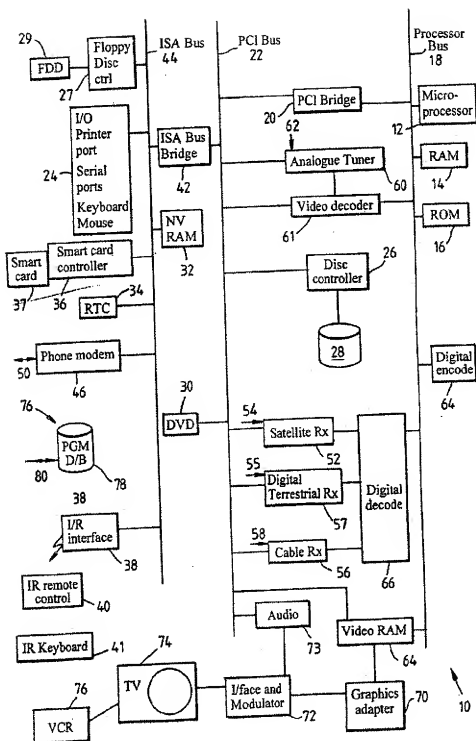 29
FDD
Floppy
Disc
ctrl
27
ISA Bus
44
PCI Bus
22
Processor
Bus
18
I/O
Printer
port
Serial
ports
Keyboard
Mouse
24
ISA Bus
Bridge
42
PCI Bridge
20
Micro-
processor
12
62
Analogue Tuner
60
RAM
14
Video decoder
61
ROM
16
NV
RAM
32
Smart card
controller
36
Smart
card
37
RTC
34
Disc
controller
26
28
Phone modem
50
46
Digital
encode
64
30
DVD
54
Satellite Rx
52
55
Digital
Terrestrial Rx
57
58
Cable Rx
56
Digital
decode
66
76
PGM
D/B
80
78
38
I/R
interface
38
IR remote
control
40
IR Keyboard
41
Audio
73
Video RAM
64
74
TV
76
VCR
I/face and
Modulator
72
Graphics
adapter
70
10